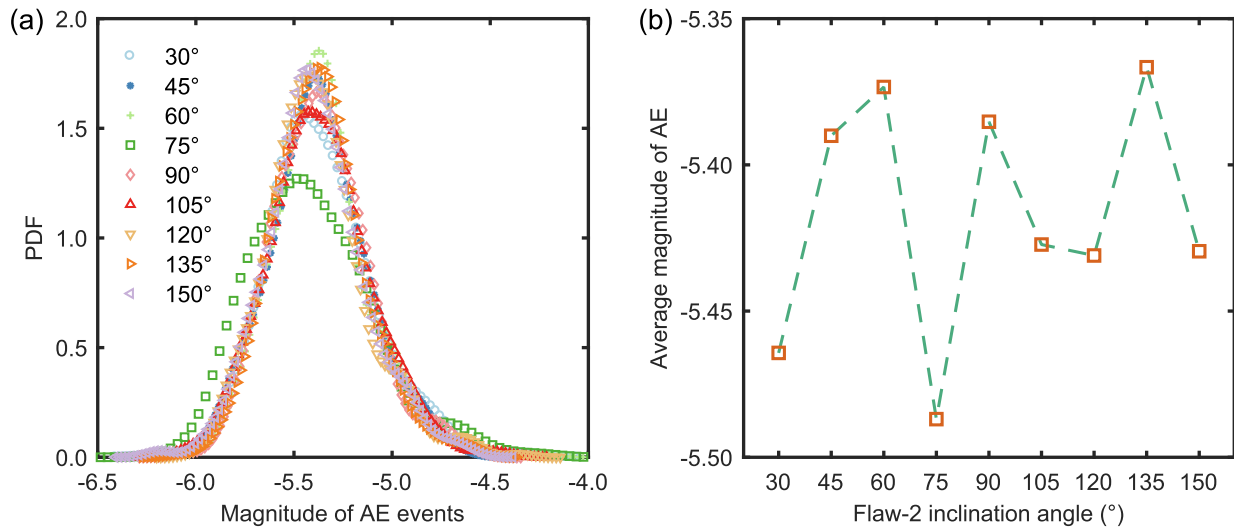 (a)
2.0
1.5
1.0
0.5
0.0
PDF
30°
45°
60°
75°
90°
105°
120°
135°
150°
-6.5 -6.0 -5.5 -5.0 -4.5 -4.0
Magnitude of AE events
(b)
-5.35
-5.40
-5.45
-5.50
Average magnitude of AE
30 45 60 75 90 105 120 135 150
Flaw-2 inclination angle (°)